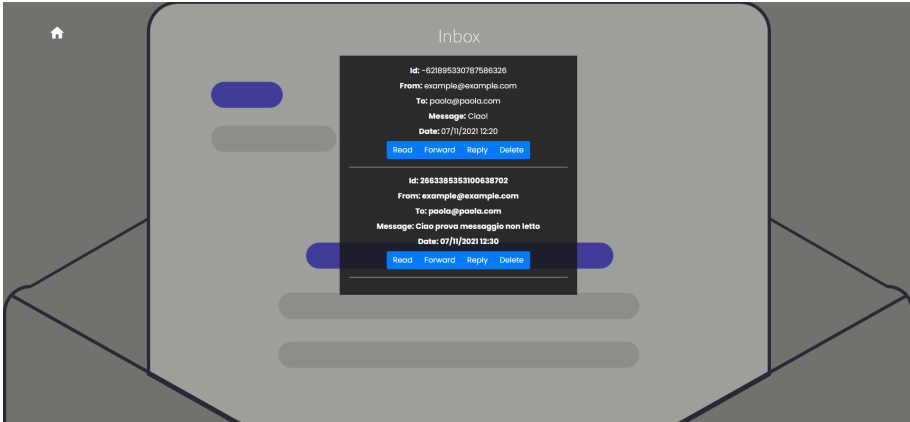 Inbox
Id: -621895330787586326
From: example@example.com
To: paola@paola.com
Message: Ciao!
Date: 07/11/2021 12:20
Read Forward Reply Delete
Id: 2663385353100638702
From: example@example.com
To: paola@paola.com
Message: Ciao prova messaggio non letto
Date: 07/11/2021 12:30
Read Forward Reply Delete